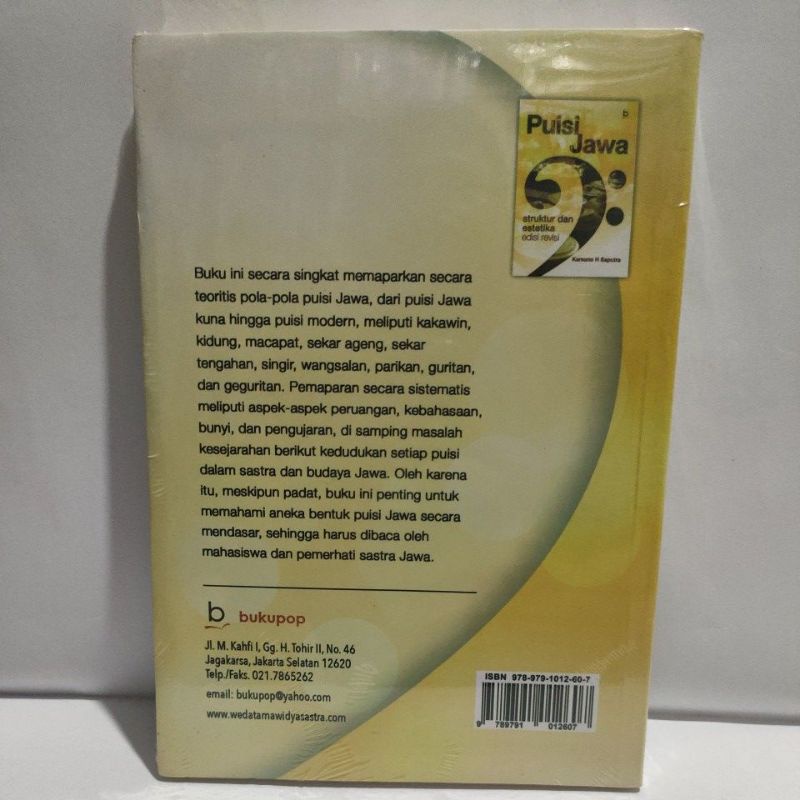 b
Puisi
Jawa
struktur dan
estetika
edisi revisi
Karsono H Saputra
Buku ini secara singkat memaparkan secara
teoritis pola-pola puisi Jawa, dari puisi Jawa
kuna hingga puisi modern, meliputi kakawin,
kidung, macapat, sekar ageng, sekar
tengahan, singir, wangsalan, parikan, guritan,
dan geguritan. Pemaparan secara sistematis
meliputi aspek-aspek peruangan, kebahasaan,
bunyi, dan pengujaran, di samping masalah
kesejarahan berikut kedudukan setiap puisi
dalam sastra dan budaya Jawa. Oleh karena
itu, meskipun padat, buku ini penting untuk
memahami aneka bentuk puisi Jawa secara
mendasar, sehingga harus dibaca oleh
mahasiswa dan pemerhati sastra Jawa.
b bukupop
Jl. M. Kahfi I, Gg. H. Tohir II, No. 46
Jagakarsa, Jakarta Selatan 12620
Telp./Faks. 021.7865262
email: bukupop@yahoo.com
www.wedatamawidyasastra.com
ISBN 978-979-1012-60-7
9 789791 012607